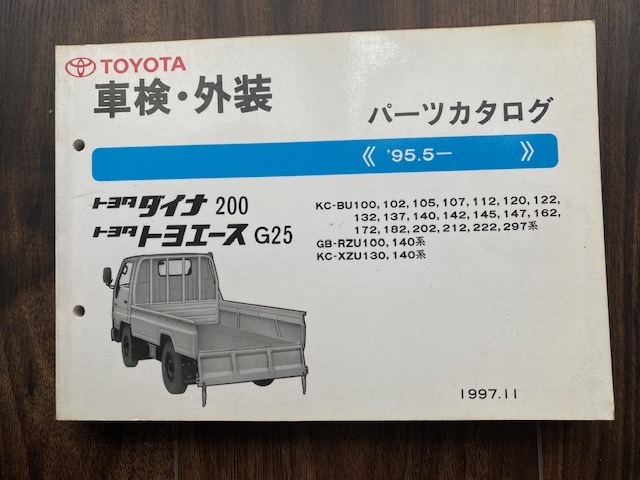 TOYOTA
車検・外装
パーツカタログ
《 '95.5− 》
トヨタ ダイナ 200
トヨタ トヨエース G25
KC-BU100, 102, 105, 107, 112, 120, 122,
132, 137, 140, 142, 145, 147, 162,
172, 182, 202, 212, 222, 297系
GB-RZU100, 140系
KC-XZU130, 140系
1997.11